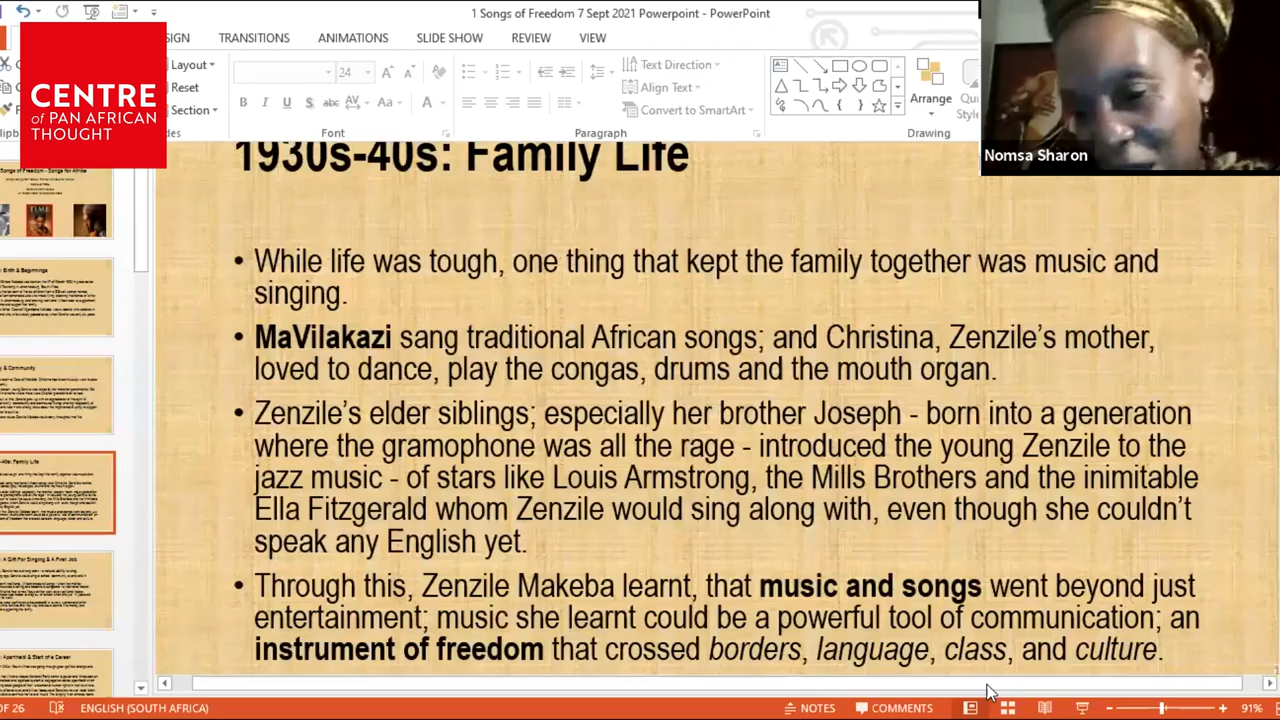 1 Songs of Freedom 7 Sept 2021 Powerpoint - PowerPoint
TRANSITIONS
ANIMATIONS
SLIDE SHOW
REVIEW
VIEW
CENTRE
of PAN AFRICAN
THOUGHT
Layout
Reset
Section
24
Font
Text Direction
Align Text
Convert to SmartArt
Paragraph
Arrange
Drawing
Nomsa Sharon
1930s-40s: Family Life
• While life was tough, one thing that kept the family together was music and
singing.
• MaVilakazi sang traditional African songs; and Christina, Zenzile's mother,
loved to dance, play the congas, drums and the mouth organ.
• Zenzile's elder siblings; especially her brother Joseph - born into a generation
where the gramophone was all the rage - introduced the young Zenzile to the
jazz music - of stars like Louis Armstrong, the Mills Brothers and the inimitable
Ella Fitzgerald whom Zenzile would sing along with, even though she couldn't
speak any English yet.
• Through this, Zenzile Makeba learnt, that music and songs went beyond just
entertainment; music she learnt could be a powerful tool of communication; an
instrument of freedom that crossed borders, language, class, and culture.
OF 26
ENGLISH (SOUTH AFRICA)
NOTES
COMMENTS
91%